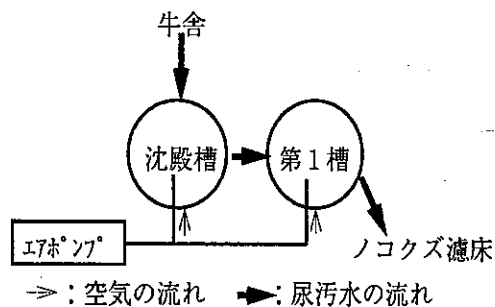 牛舎
沈殿槽
第1槽
エアポンプ
ノコクズ濾床
->:空気の流れ ➡:尿汚水の流れ